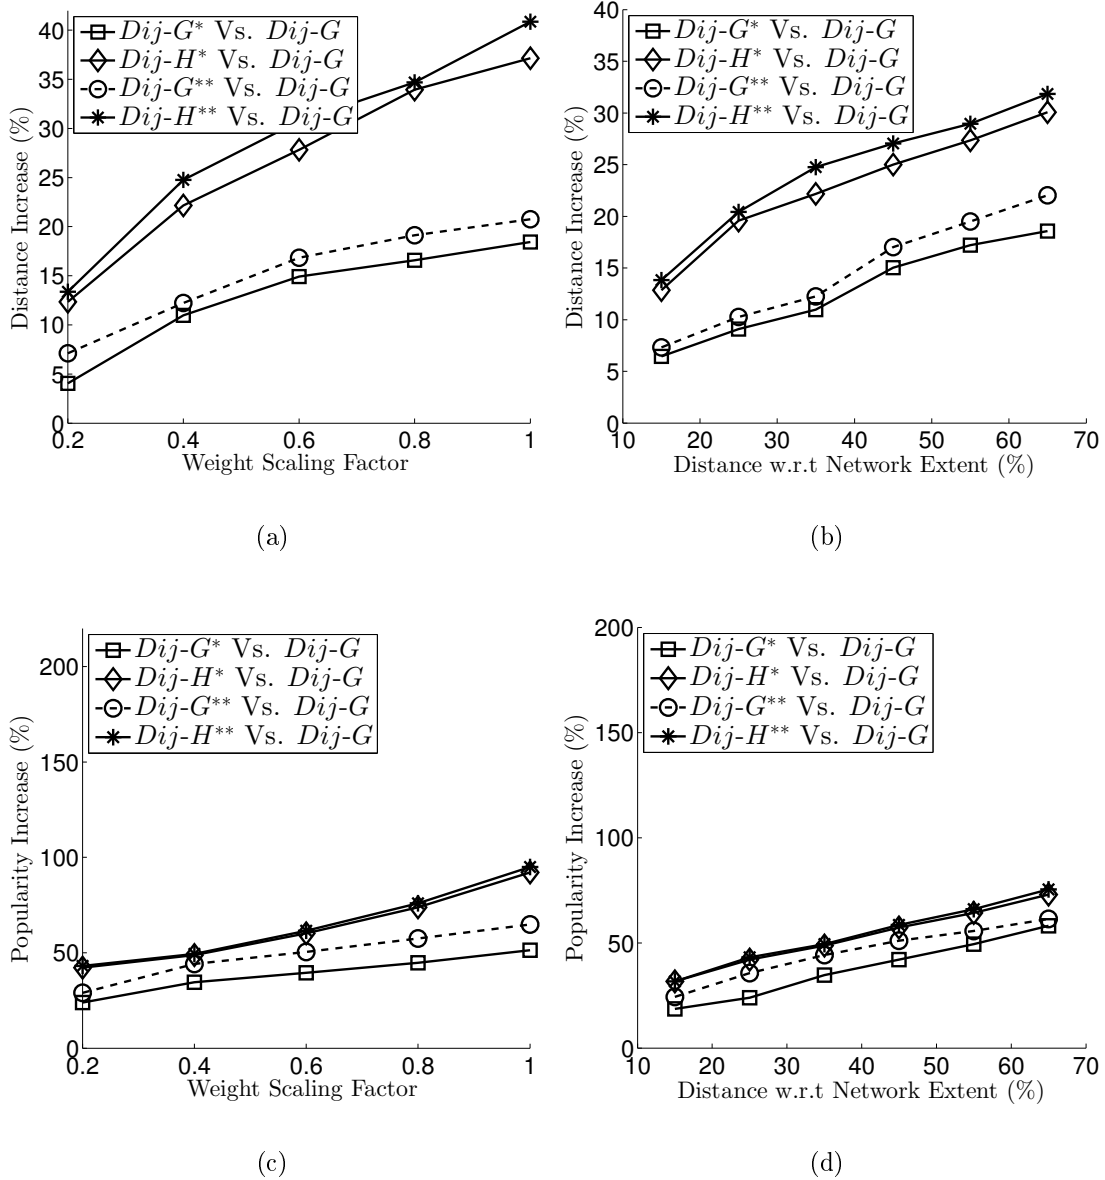 Dij-G* Vs. Dij-G
Dij-H* Vs. Dij-G
Dij-G** Vs. Dij-G
Dij-H** Vs. Dij-G
Distance Increase (%)
40
35
30
25
20
15
10
5
0
0.2 0.4 0.6 0.8 1
Weight Scaling Factor
(a)
Dij-G* Vs. Dij-G
Dij-H* Vs. Dij-G
Dij-G** Vs. Dij-G
Dij-H** Vs. Dij-G
Distance Increase (%)
40
35
30
25
20
15
10
5
0
10 20 30 40 50 60 70
Distance w.r.t Network Extent (%)
(b)
Dij-G* Vs. Dij-G
Dij-H* Vs. Dij-G
Dij-G** Vs. Dij-G
Dij-H** Vs. Dij-G
Popularity Increase (%)
200
150
100
50
0
0.2 0.4 0.6 0.8 1
Weight Scaling Factor
(c)
Dij-G* Vs. Dij-G
Dij-H* Vs. Dij-G
Dij-G** Vs. Dij-G
Dij-H** Vs. Dij-G
Popularity Increase (%)
200
150
100
50
0
10 20 30 40 50 60 70
Distance w.r.t Network Extent (%)
(d)